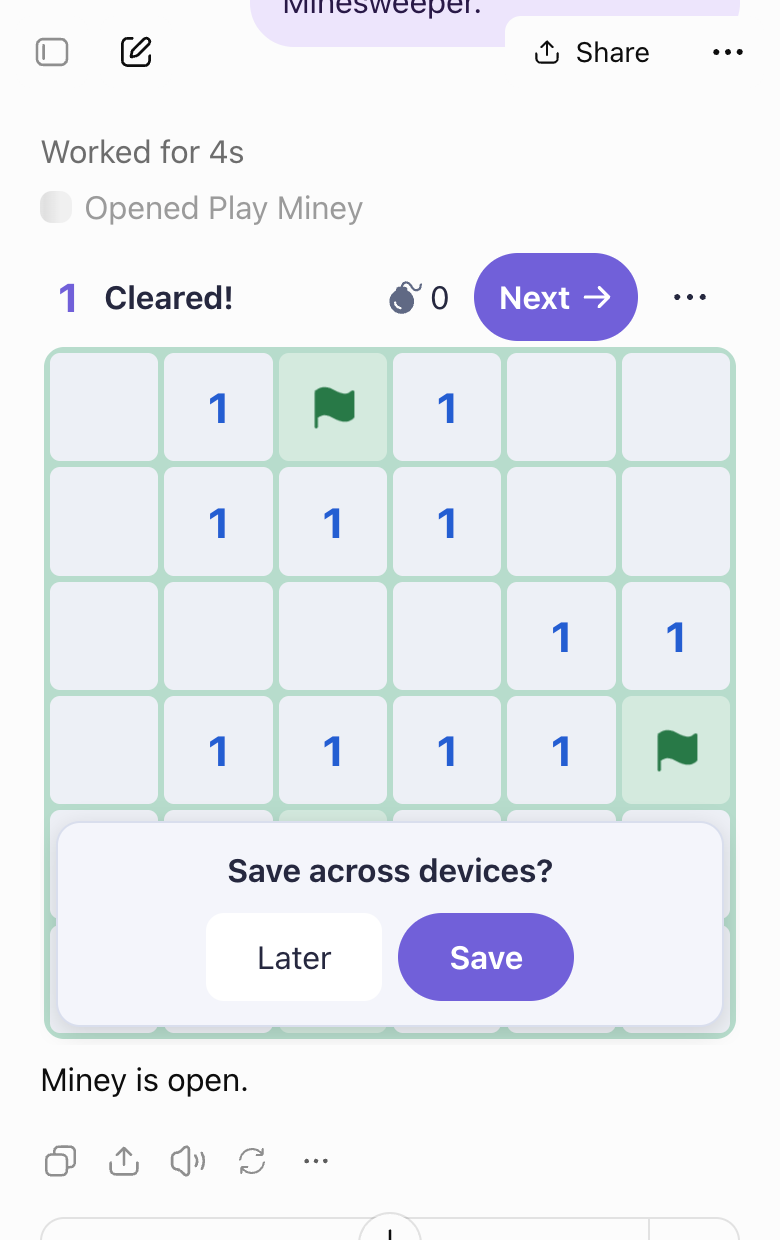 Minesweeper.
Share
Worked for 4s
Opened Play Miney
1 Cleared! 0 Next
1 1
1 1 1
1 1
1 1 1 1
Save across devices?
Later Save
Miney is open.